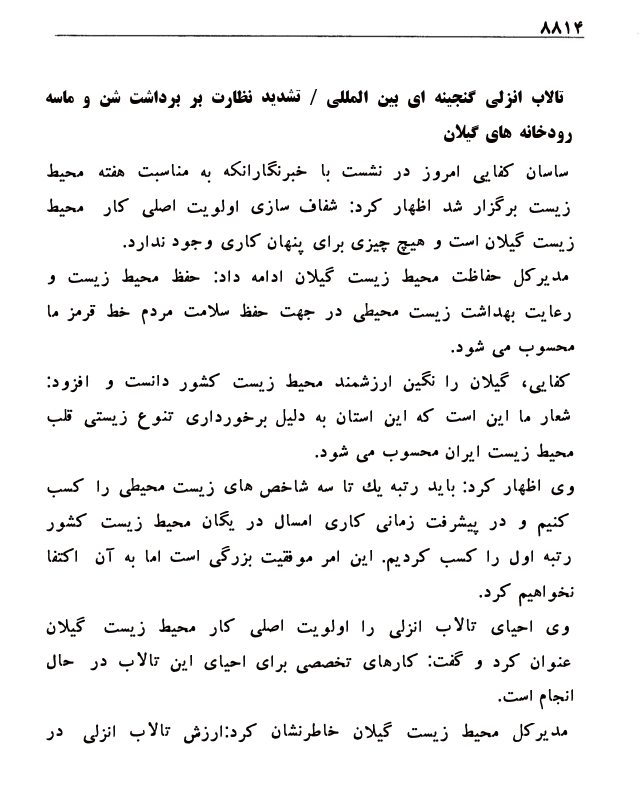 ۸۸۱۴
تالاب انزلی گنجینه ای بین المللی / تشدید نظارت بر برداشت شن و ماسه
رودخانه های گیلان
ساسان کفایی امروز در نشست با خبرنگارانکه به مناسبت هفته محیط
زیست برگزار شد اظهار کرد: شفاف سازی اولویت اصلی کار محیط
زیست گیلان است و هیچ چیزی برای پنهان کاری وجود ندارد.
مدیرکل حفاظت محیط زیست گیلان ادامه داد: حفظ محیط زیست و
رعایت بهداشت زیست محیطی در جهت حفظ سلامت مردم خط قرمز ما
محسوب می شود.
کفایی، گیلان را نگین ارزشمند محیط زیست کشور دانست و افزود:
شعار ما این است که این استان به دلیل برخورداری تنوع زیستی قلب
محیط زیست ایران محسوب می شود.
وی اظهار کرد: باید رتبه یك تا سه شاخص های زیست محیطی را کسب
کنیم و در پیشرفت زمانی کاری امسال در یگان محیط زیست کشور
رتبه اول را کسب کردیم. این امر موفقیت بزرگی است اما به آن اکتفا
نخواهیم کرد.
وی احیای تالاب انزلی را اولویت اصلی کار محیط زیست گیلان
عنوان کرد و گفت: کارهای تخصصی برای احیای این تالاب در حال
انجام است.
مدیرکل محیط زیست گیلان خاطرنشان کرد:ارزش تالاب انزلی در